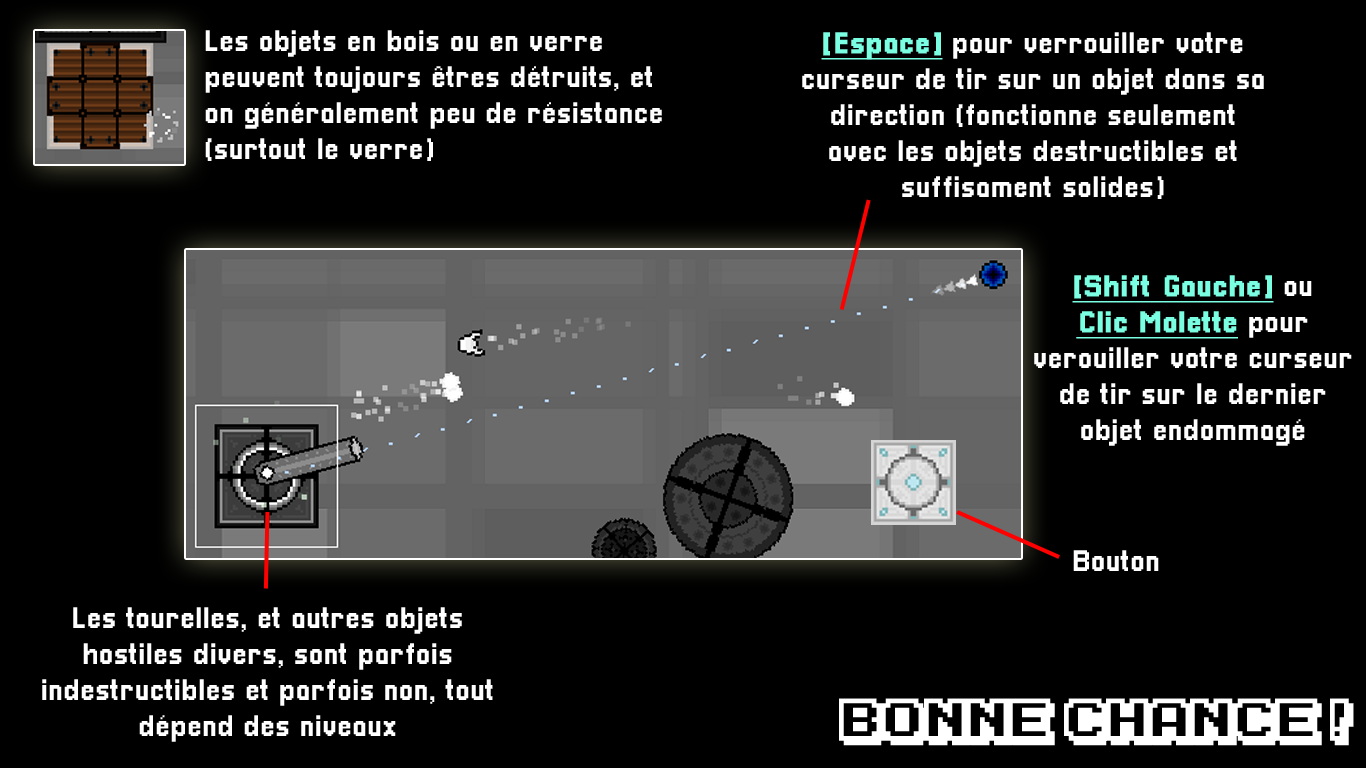 Les objets en bois ou en verre
peuvent toujours êtres détruits, et
on généralement peu de résistance
(surtout le verre)
[Espace] pour verrouiller votre
curseur de tir sur un objet dans sa
direction (fonctionne seulement
avec les objets destructibles et
suffisament solides)
[Shift Gauche] ou
Clic Molette pour
verouiller votre curseur
de tir sur le dernier
objet endommagé
Bouton
Les tourelles, et autres objets
hostiles divers, sont parfois
indestructibles et parfois non, tout
dépend des niveaux
BONNE CHANCE !